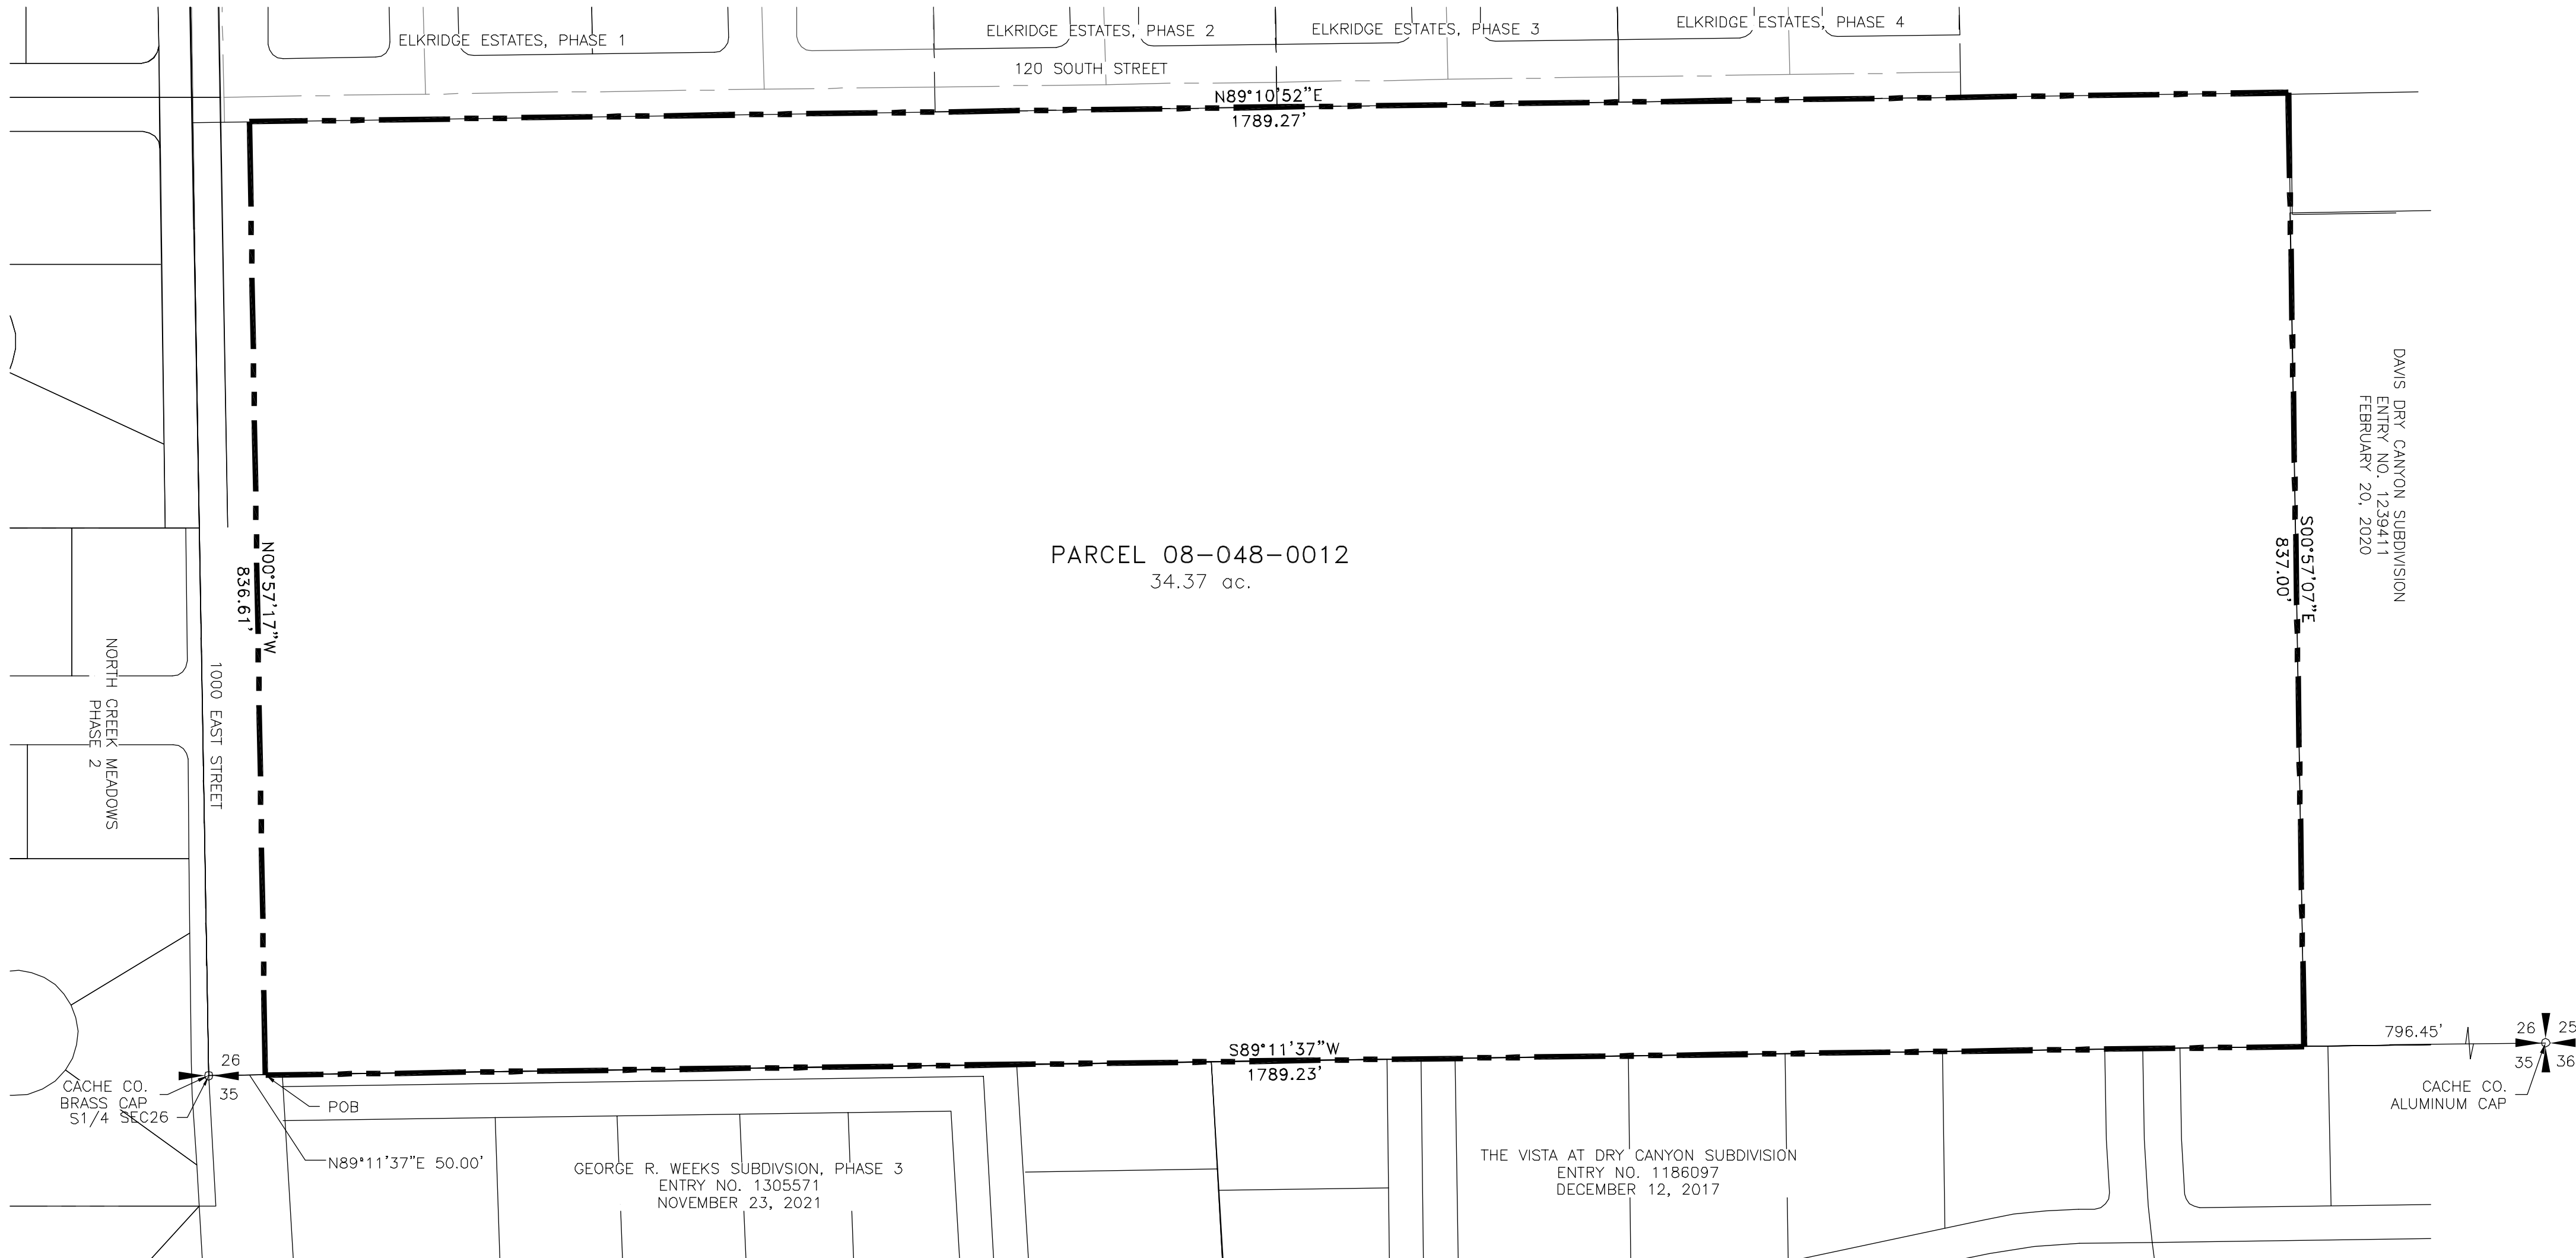 ELKRIDGE ESTATES, PHASE 1
ELKRIDGE ESTATES, PHASE 2
ELKRIDGE ESTATES, PHASE 3
ELKRIDGE ESTATES, PHASE 4
120 SOUTH STREET
N89°10'52"E
1789.27'
DAVIS DRY CANYON SUBDIVISION
ENTRY NO. 1239411
FEBRUARY 20, 2020
S00°57'07"E
837.00'
PARCEL 08-048-0012
34.37 ac.
N00°57'17"W
836.61'
1000 EAST STREET
NORTH CREEK MEADOWS
PHASE 2
S89°11'37"W
1789.23'
796.45'
26
25
35
36
CACHE CO.
ALUMINUM CAP
26
35
CACHE CO.
BRASS CAP
S1/4 SEC26
POB
N89°11'37"E 50.00'
GEORGE R. WEEKS SUBDIVSION, PHASE 3
ENTRY NO. 1305571
NOVEMBER 23, 2021
THE VISTA AT DRY CANYON SUBDIVISION
ENTRY NO. 1186097
DECEMBER 12, 2017